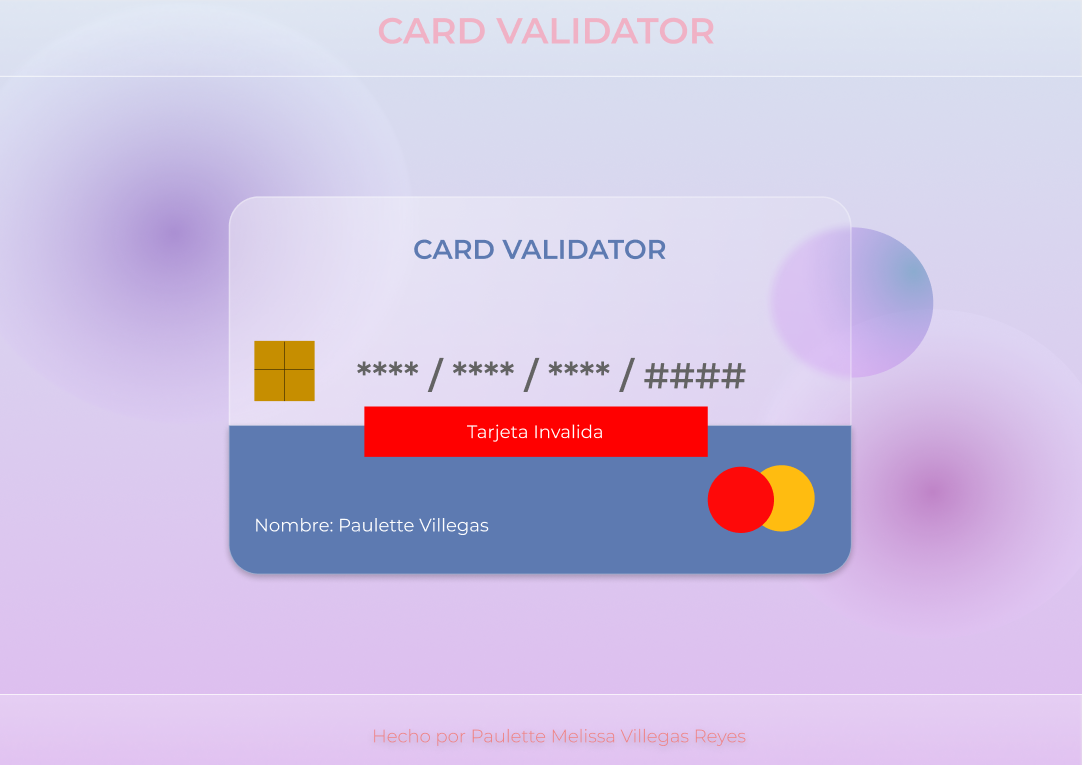 CARD VALIDATOR
CARD VALIDATOR
**** / **** / **** / ####
Tarjeta Invalida
Nombre: Paulette Villegas
Hecho por Paulette Melissa Villegas Reyes